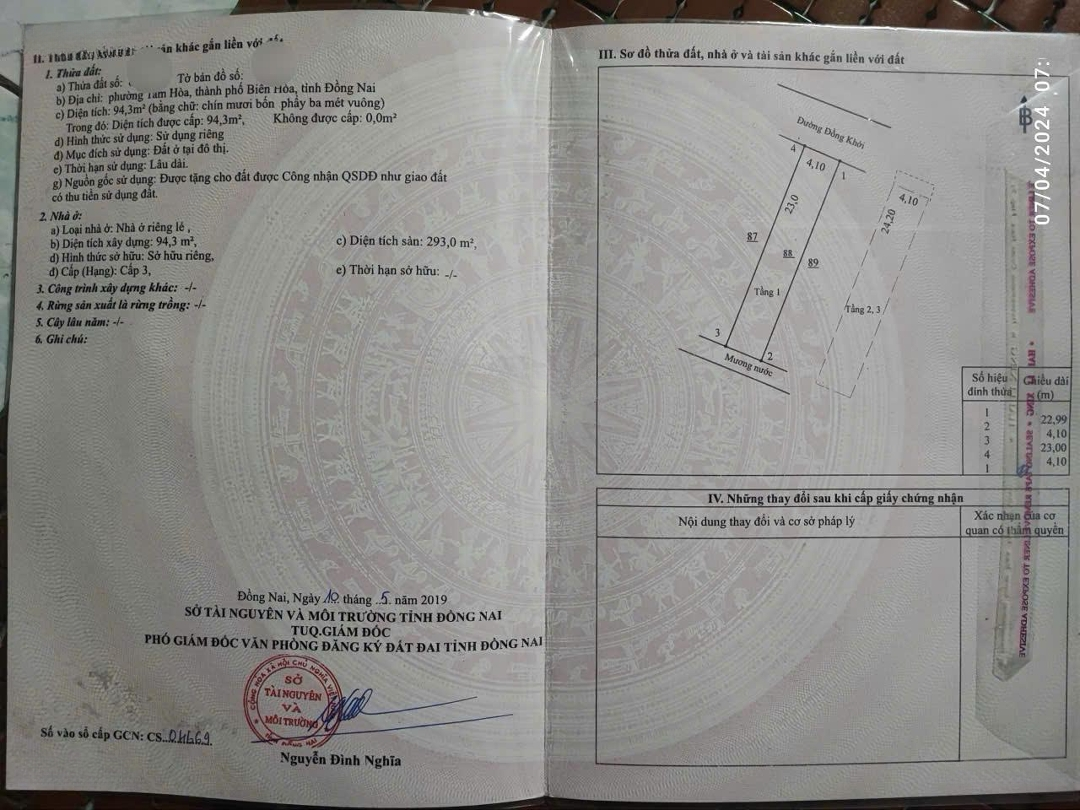 II. sản khác gắn liền với
1. Thửa đất:
a) Thửa đất số: Tờ bản đồ số:
b) Địa chỉ: phường Tam Hòa, thành phố Biên Hòa, tỉnh Đồng Nai
c) Diện tích: 94,3m² (bằng chữ: chín mươi bốn phẩy ba mét vuông)
Trong đó: Diện tích được cấp: 94,3m², Không được cấp: 0,0m²
d) Hình thức sử dụng: Sử dụng riêng
đ) Mục đích sử dụng: Đất ở tại đô thị.
e) Thời hạn sử dụng: Lâu dài.
g) Nguồn gốc sử dụng: Được tặng cho đất được Công nhận QSDĐ như giao đất
có thu tiền sử dụng đất.
2. Nhà ở:
a) Loại nhà ở: Nhà ở riêng lẻ ,
b) Diện tích xây dựng: 94,3 m², c) Diện tích sàn: 293,0 m²,
d) Hình thức sở hữu: Sở hữu riêng,
đ) Cấp (Hạng): Cấp 3, e) Thời hạn sở hữu: -/-
3. Công trình xây dựng khác: -/-
4. Rừng sản xuất là rừng trồng: -/-
5. Cây lâu năm: -/-
6. Ghi chú:
Đồng Nai, Ngày 10 tháng 5 năm 2019
SỞ TÀI NGUYÊN VÀ MÔI TRƯỜNG TỈNH ĐỒNG NAI
TUQ.GIÁM ĐỐC
PHÓ GIÁM ĐỐC VĂN PHÒNG ĐĂNG KÝ ĐẤT ĐAI TỈNH ĐỒNG NAI
SỞ
TÀI NGUYÊN
VÀ
MÔI TRƯỜNG
Số vào sổ cấp GCN: CS
Nguyễn Đình Nghĩa
III. Sơ đồ thửa đất, nhà ở và tài sản khác gắn liền với đất
B
Đường Đồng Khởi
4
4,10
1
23,0
4,10
24,20
87
88
89
Tầng 1
Tầng 2, 3
3
2
Mương nước
Số hiệu đỉnh thửa
Chiều dài (m)
1
22,99
2
4,10
3
23,00
4
4,10
1
IV. Những thay đổi sau khi cấp giấy chứng nhận
Nội dung thay đổi và cơ sở pháp lý
Xác nhận của cơ
quan có thẩm quyền
07/04/2024 07: